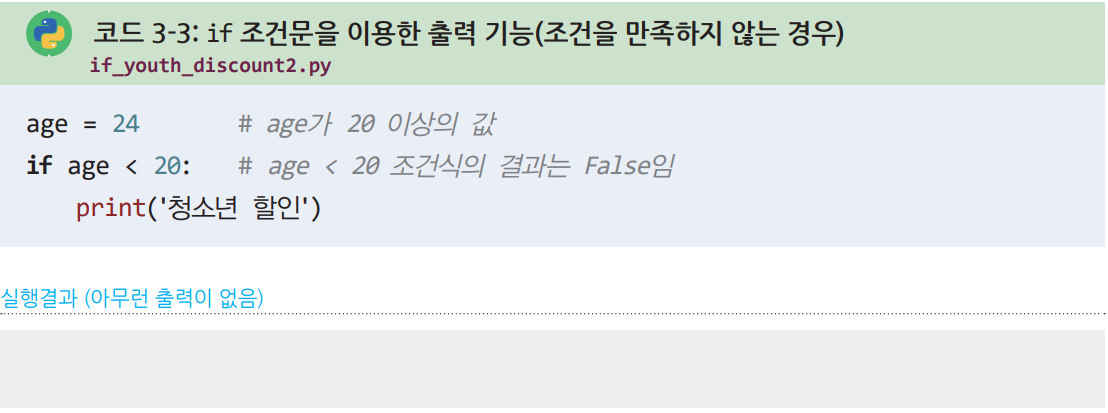 코드 3-3: if 조건문을 이용한 출력 기능(조건을 만족하지 않는 경우)
if_youth_discount2.py
age = 24 # age가 20 이상의 값
if age < 20: # age < 20 조건식의 결과는 False임
print('청소년 할인')
실행결과 (아무런 출력이 없음)